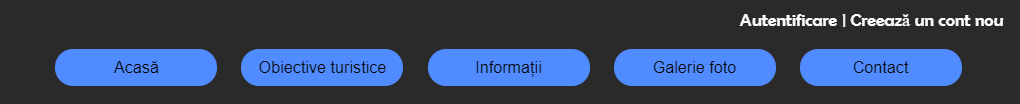 Autentificare | Creează un cont nou
Acasă Obiective turistice Informații Galerie foto Contact